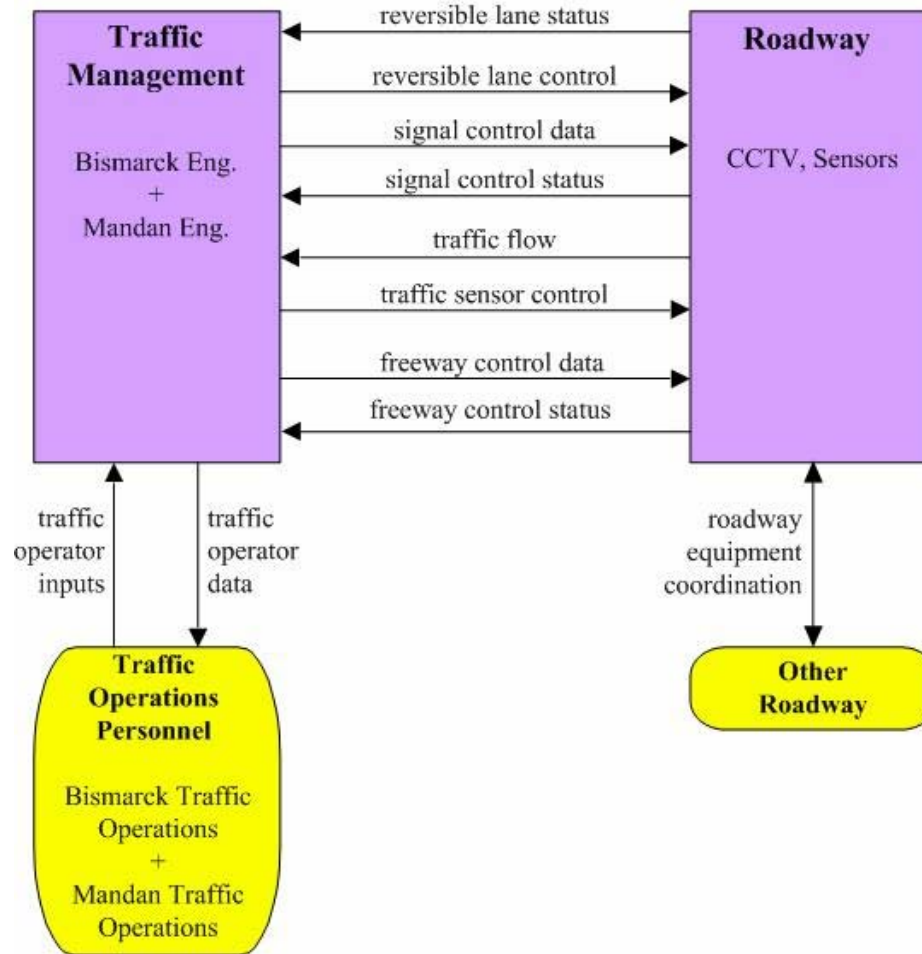 Traffic
Management
Bismarck Eng.
+
Mandan Eng.
reversible lane status
reversible lane control
signal control data
signal control status
traffic flow
traffic sensor control
freeway control data
freeway control status
Roadway
CCTV, Sensors
traffic
operator
inputs
traffic
operator
data
roadway
equipment
coordination
Traffic
Operations
Personnel
Bismarck Traffic
Operations
+
Mandan Traffic
Operations
Other
Roadway